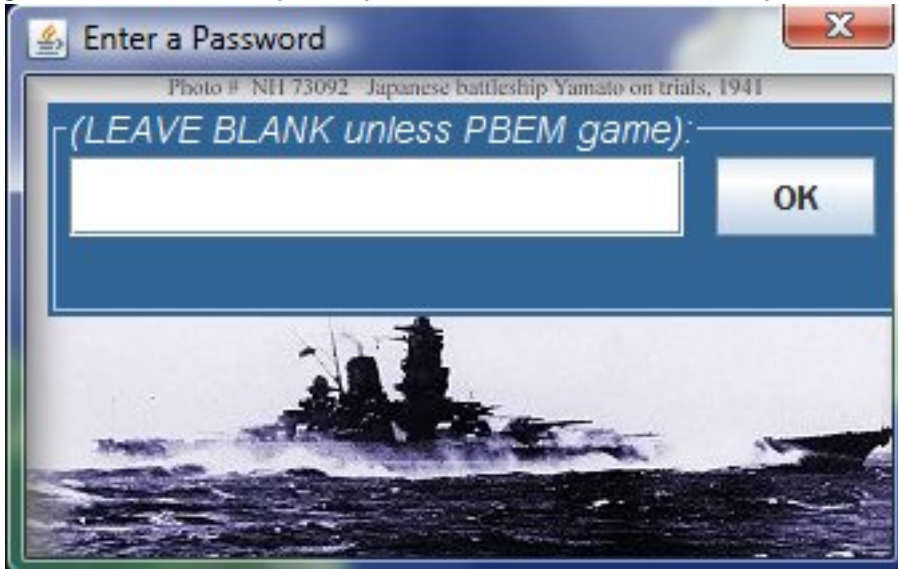 Enter a Password
Photo # NH 73092 Japanese battleship Yamato on trials, 1941
(LEAVE BLANK unless PBEM game):
OK